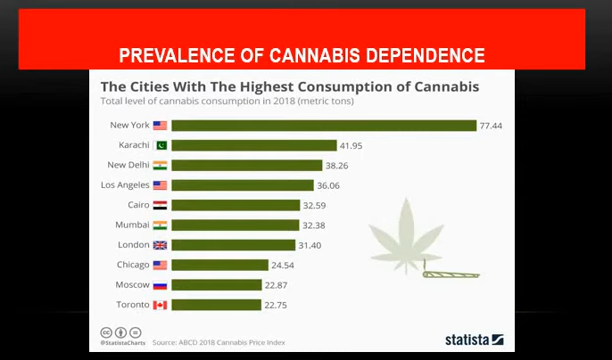 PREVALENCE OF CANNABIS DEPENDENCE
The Cities With The Highest Consumption of Cannabis
Total level of cannabis consumption in 2018 (metric tons)
New York 77.44
Karachi 41.95
New Delhi 38.26
Los Angeles 36.06
Cairo 32.59
Mumbai 32.38
London 31.40
Chicago 24.54
Moscow 22.87
Toronto 22.75
@StatistaCharts Source: ABCD 2018 Cannabis Price Index
statista